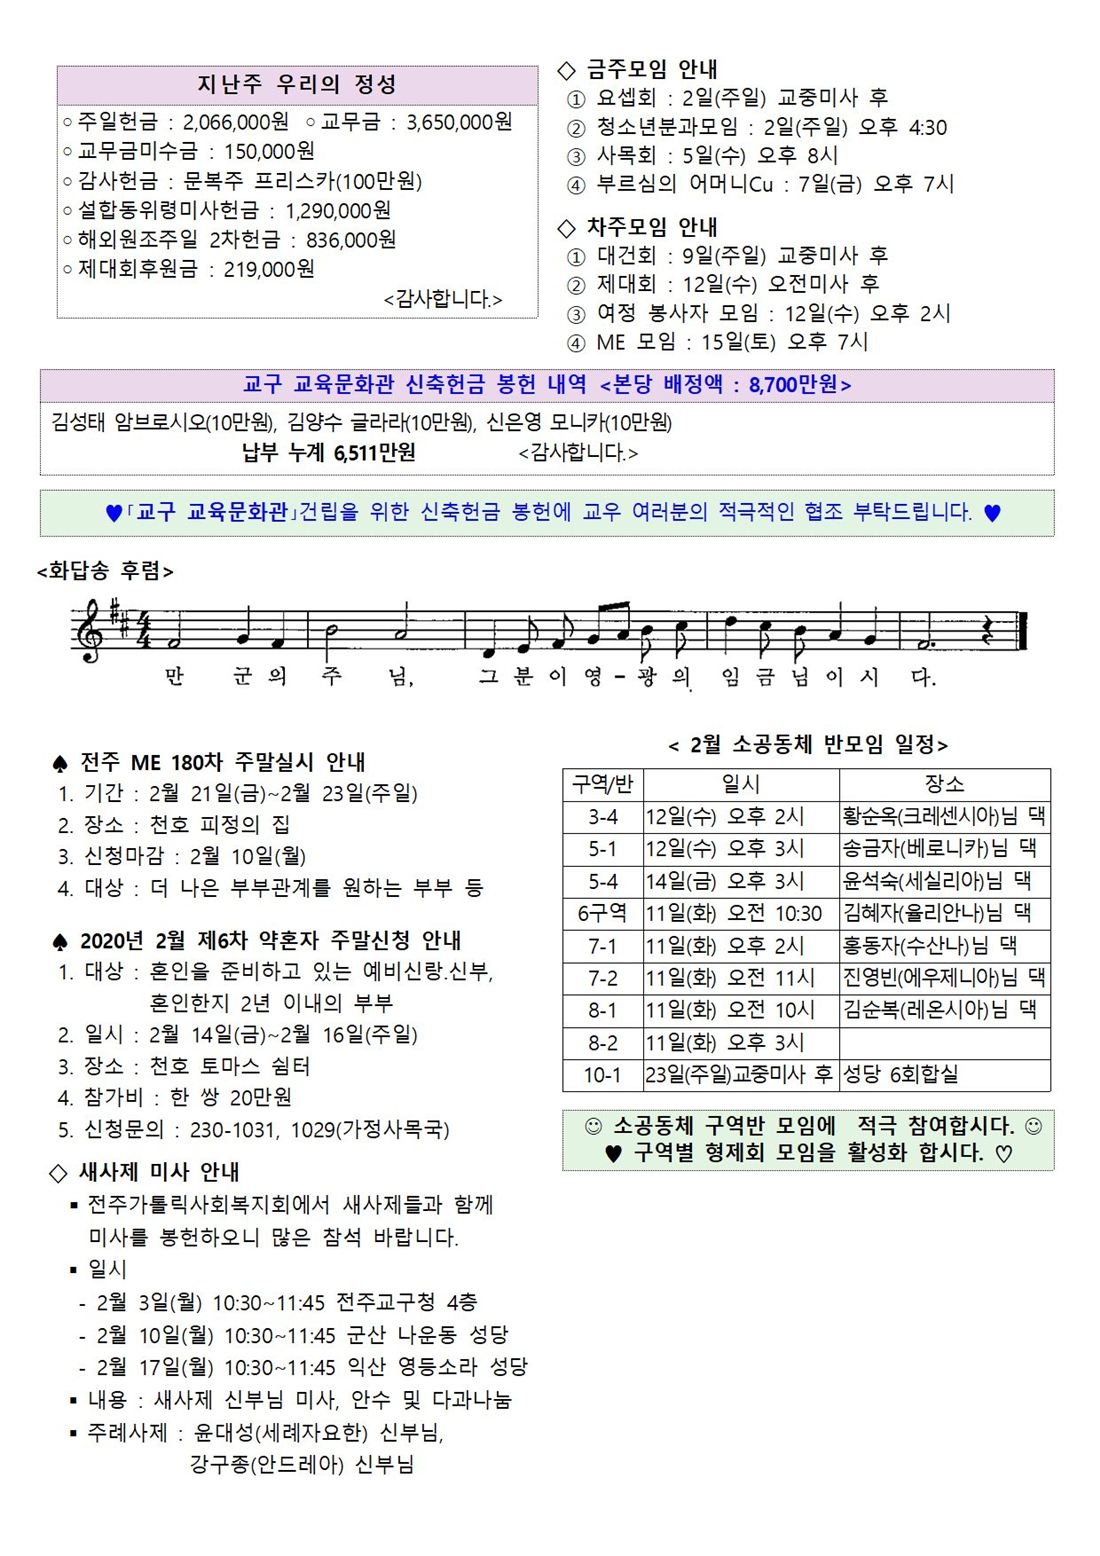 지난주 우리의 정성
○ 주일헌금 : 2,066,000원 ○ 교무금 : 3,650,000원
○ 교무금미수금 : 150,000원
○ 감사헌금 : 문복주 프리스카(100만원)
○ 설합동위령미사헌금 : 1,290,000원
○ 해외원조주일 2차헌금 : 836,000원
○ 제대회후원금 : 219,000원
<감사합니다.>
◇ 금주모임 안내
① 요셉회 : 2일(주일) 교중미사 후
② 청소년분과모임 : 2일(주일) 오후 4:30
③ 사목회 : 5일(수) 오후 8시
④ 부르심의 어머니Cu : 7일(금) 오후 7시
◇ 차주모임 안내
① 대건회 : 9일(주일) 교중미사 후
② 제대회 : 12일(수) 오전미사 후
③ 여정 봉사자 모임 : 12일(수) 오후 2시
④ ME 모임 : 15일(토) 오후 7시
교구 교육문화관 신축헌금 봉헌 내역 <본당 배정액 : 8,700만원>
김성태 암브로시오(10만원), 김양수 글라라(10만원), 신은영 모니카(10만원)
납부 누계 6,511만원 <감사합니다.>
♥「교구 교육문화관」건립을 위한 신축헌금 봉헌에 교우 여러분의 적극적인 협조 부탁드립니다. ♥
<화답송 후렴>
만 군의 주 님, 그분이영-광의 임금님이시 다.
♠ 전주 ME 180차 주말실시 안내
1. 기간 : 2월 21일(금)~2월 23일(주일)
2. 장소 : 천호 피정의 집
3. 신청마감 : 2월 10일(월)
4. 대상 : 더 나은 부부관계를 원하는 부부 등
♠ 2020년 2월 제6차 약혼자 주말신청 안내
1. 대상 : 혼인을 준비하고 있는 예비신랑.신부,
혼인한지 2년 이내의 부부
2. 일시 : 2월 14일(금)~2월 16일(주일)
3. 장소 : 천호 토마스 쉼터
4. 참가비 : 한 쌍 20만원
5. 신청문의 : 230-1031, 1029(가정사목국)
◇ 새사제 미사 안내
▪ 전주가톨릭사회복지회에서 새사제들과 함께
미사를 봉헌하오니 많은 참석 바랍니다.
▪ 일시
- 2월 3일(월) 10:30~11:45 전주교구청 4층
- 2월 10일(월) 10:30~11:45 군산 나운동 성당
- 2월 17일(월) 10:30~11:45 익산 영등소라 성당
▪ 내용 : 새사제 신부님 미사, 안수 및 다과나눔
▪ 주례사제 : 윤대성(세례자요한) 신부님,
강구종(안드레아) 신부님
< 2월 소공동체 반모임 일정>
구역/반 일시 장소
3-4 12일(수) 오후 2시 황순옥(크레센시아)님 댁
5-1 12일(수) 오후 3시 송금자(베로니카)님 댁
5-4 14일(금) 오후 3시 윤석숙(세실리아)님 댁
6구역 11일(화) 오전 10:30 김혜자(율리안나)님 댁
7-1 11일(화) 오후 2시 홍동자(수산나)님 댁
7-2 11일(화) 오전 11시 진영빈(에우제니아)님 댁
8-1 11일(화) 오전 10시 김순복(레온시아)님 댁
8-2 11일(화) 오후 3시
10-1 23일(주일)교중미사 후 성당 6회합실
☺ 소공동체 구역반 모임에 적극 참여합시다. ☺
♥ 구역별 형제회 모임을 활성화 합시다. ♡